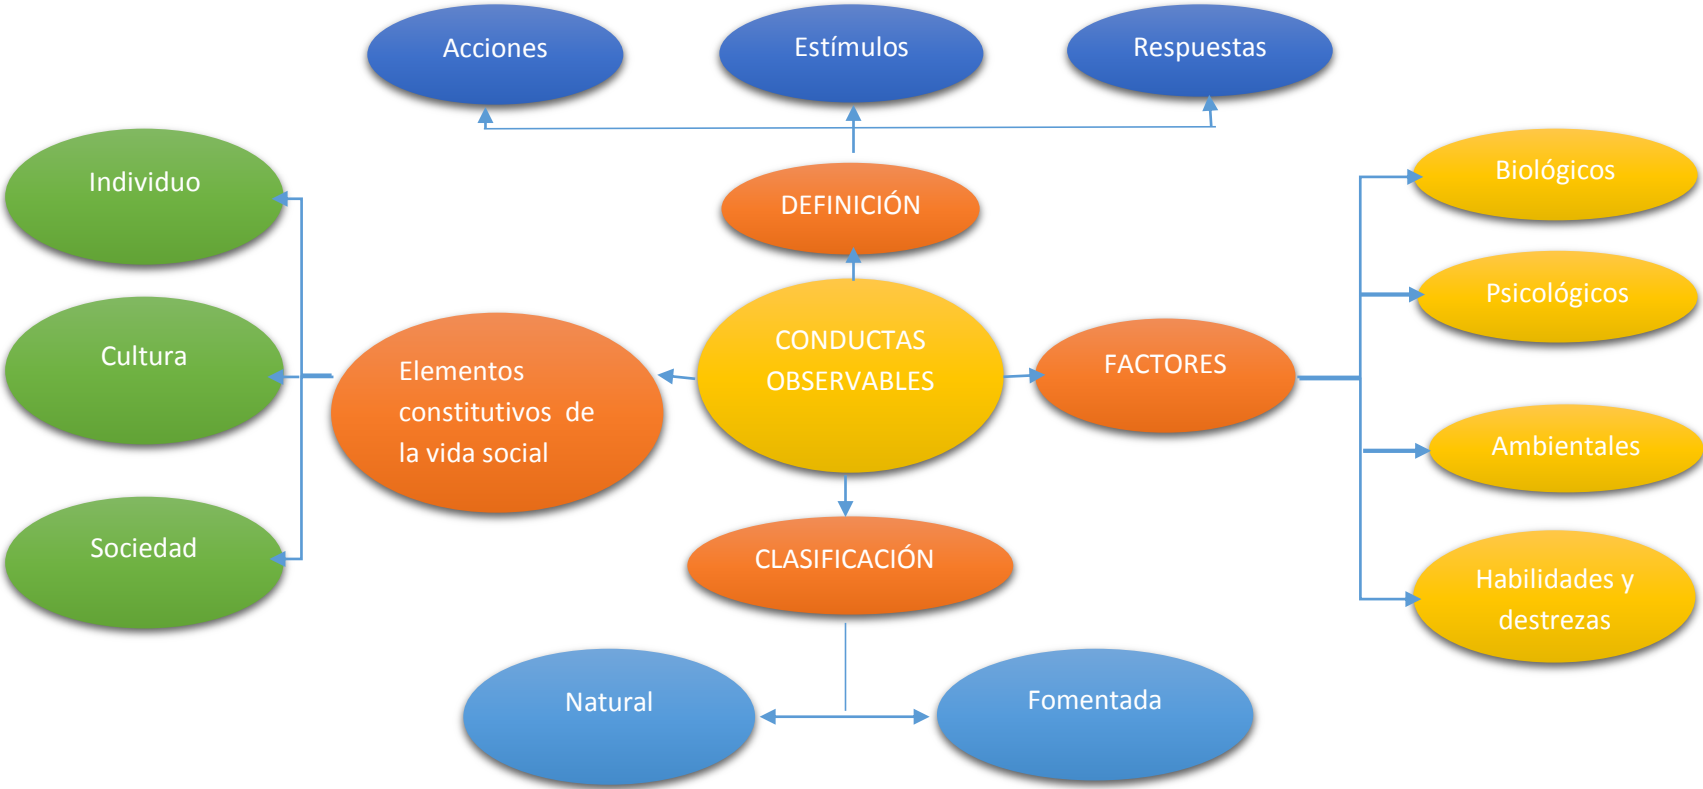 Acciones
Estímulos
Respuestas
Individuo
DEFINICIÓN
Biológicos
Psicológicos
Cultura
Elementos
constitutivos  de
la vida social
CONDUCTAS
OBSERVABLES
FACTORES
Ambientales
Sociedad
CLASIFICACIÓN
Habilidades y
destrezas
Natural
Fomentada